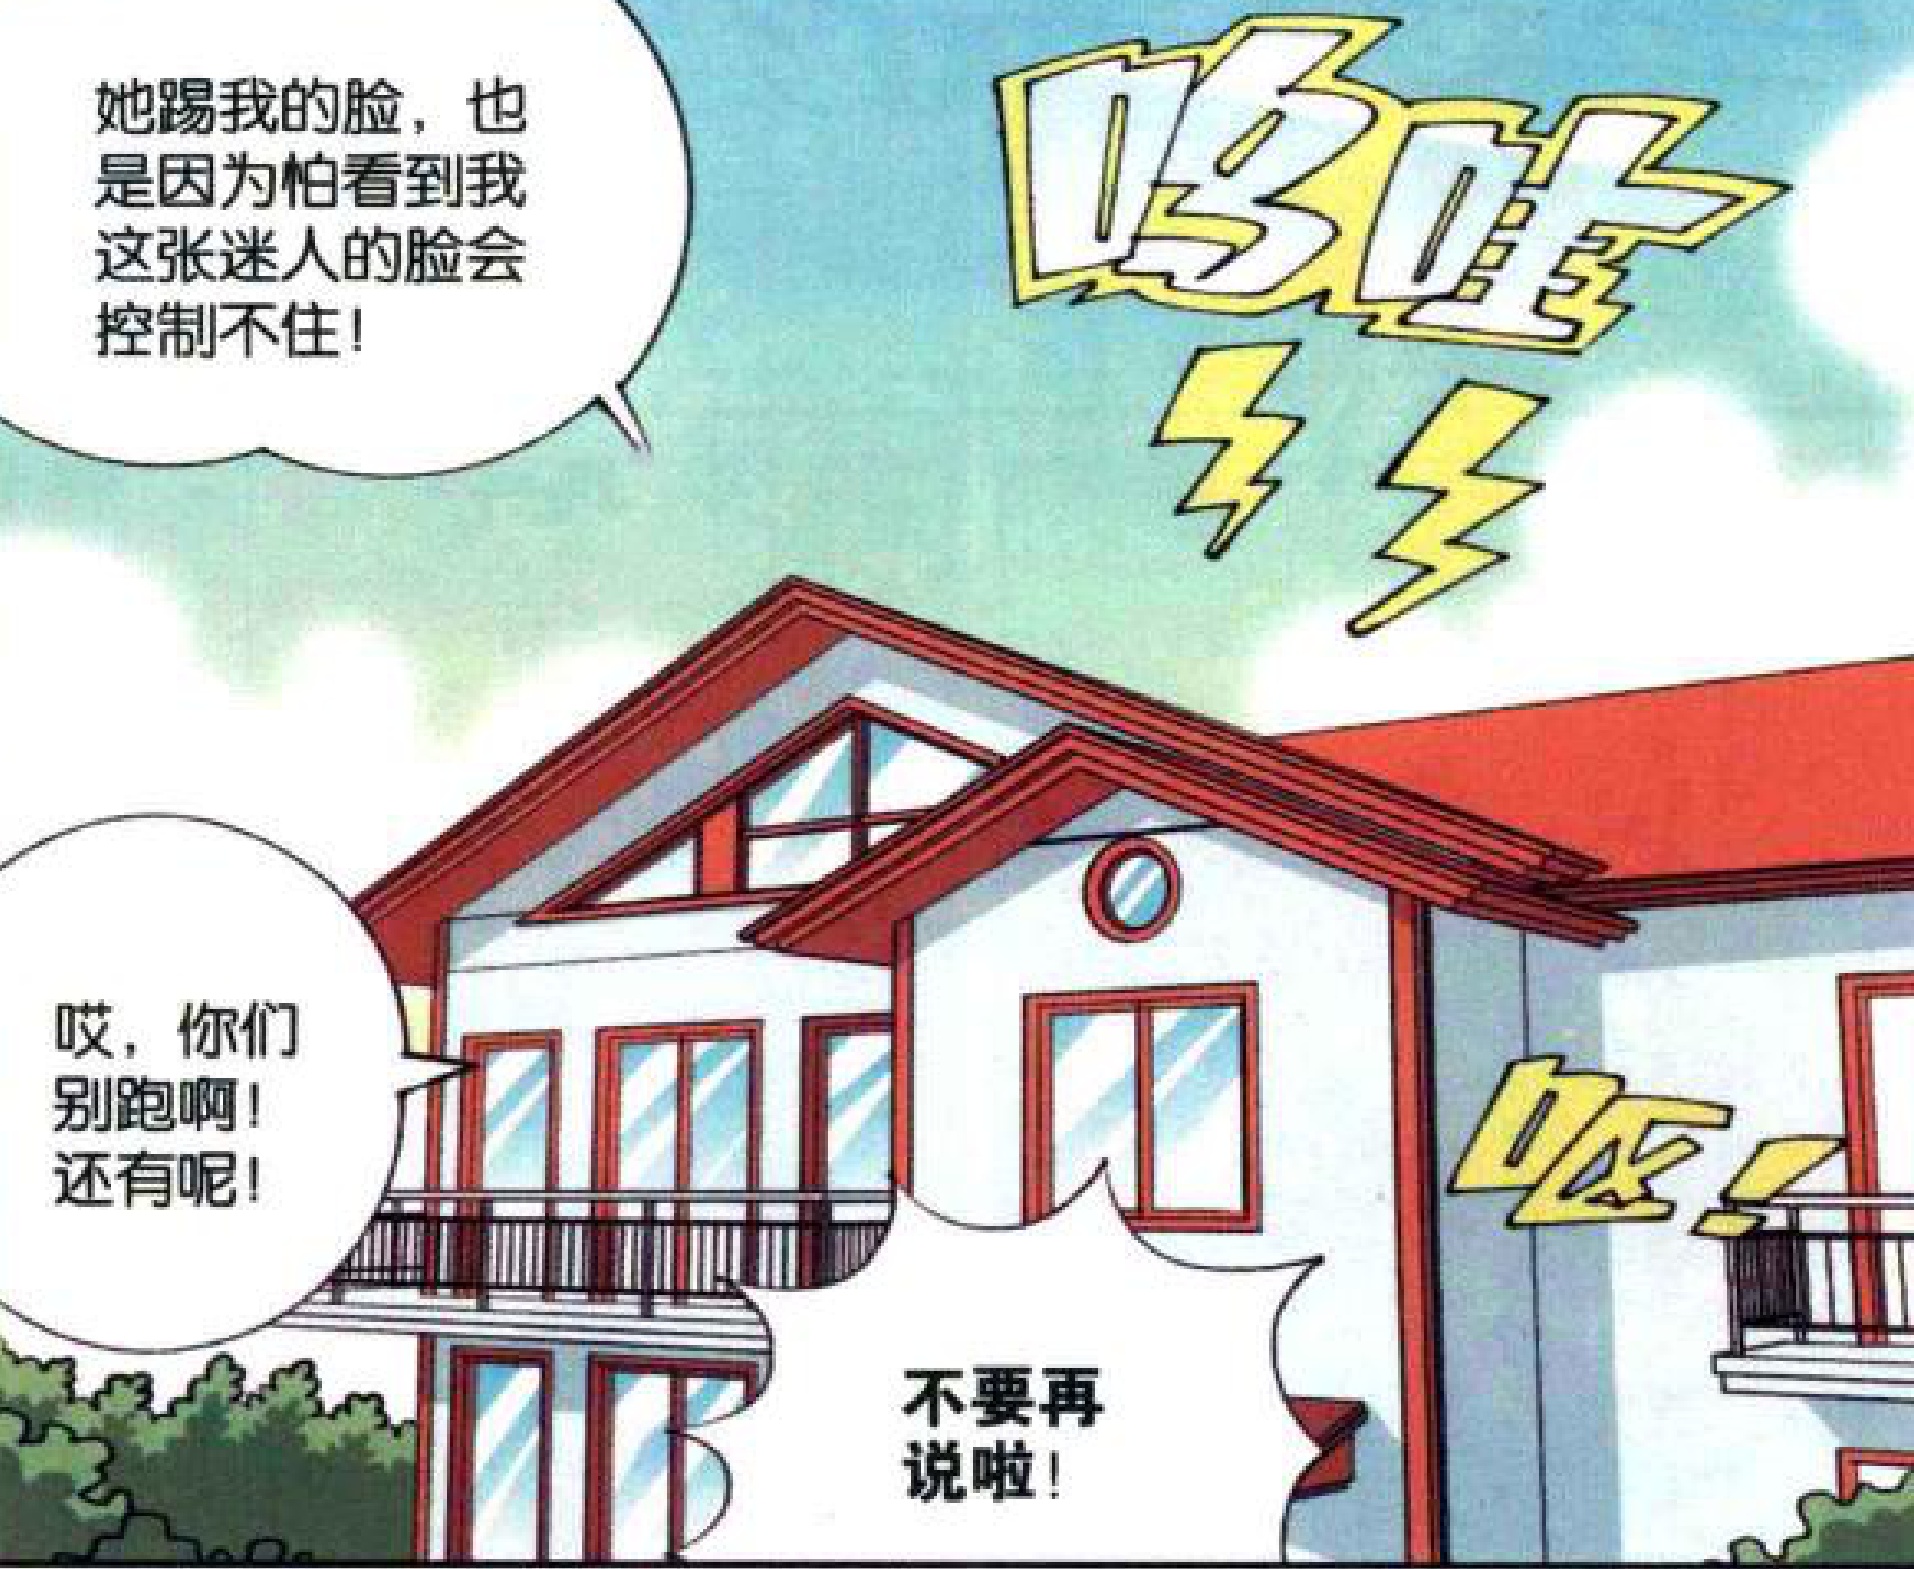 她踢我的脸，也
是因为怕看到我
这张迷人的脸会
控制不住！
哆哇
哎，你们
别跑啊！
还有呢！
哐！
不要再
说啦！